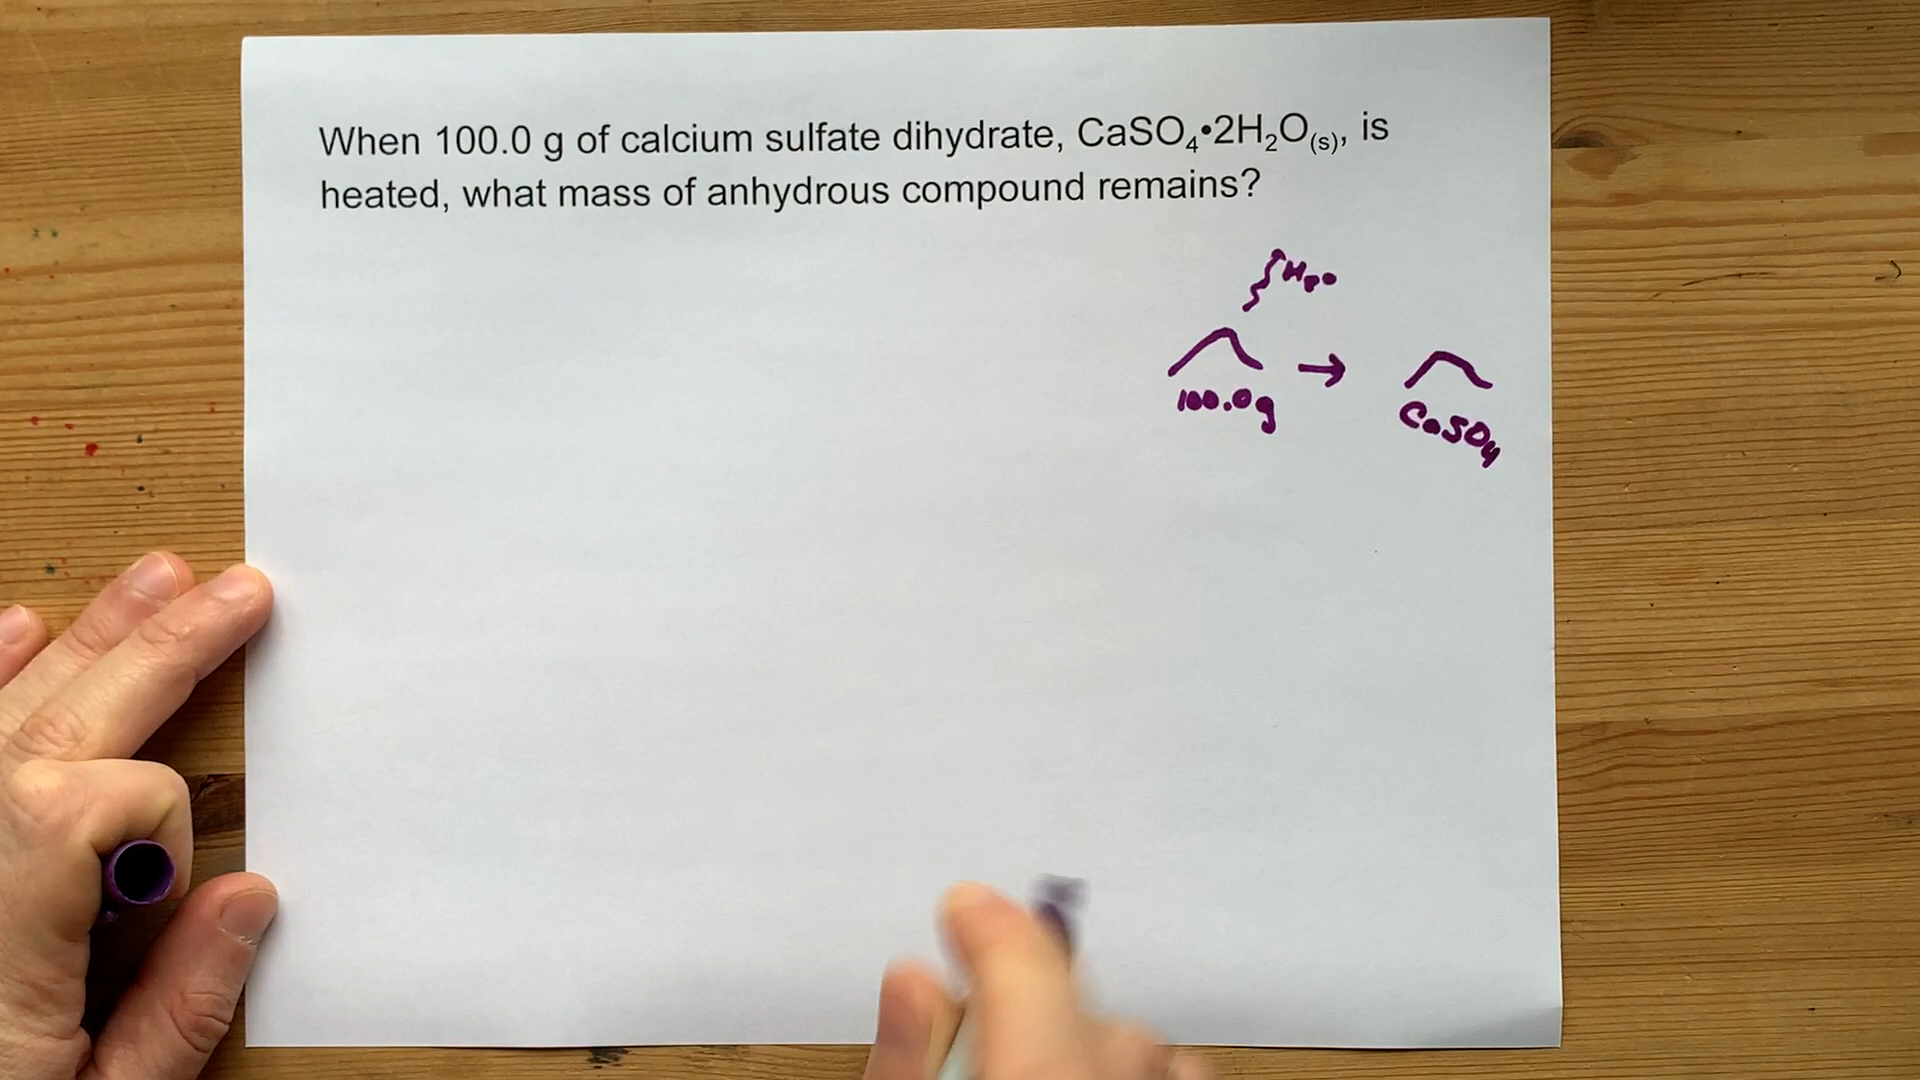 When 100.0 g of calcium sulfate dihydrate, CaSO₄•2H₂O₍ₛ₎, is
heated, what mass of anhydrous compound remains?
H₂O
100.0g → CaSO₄